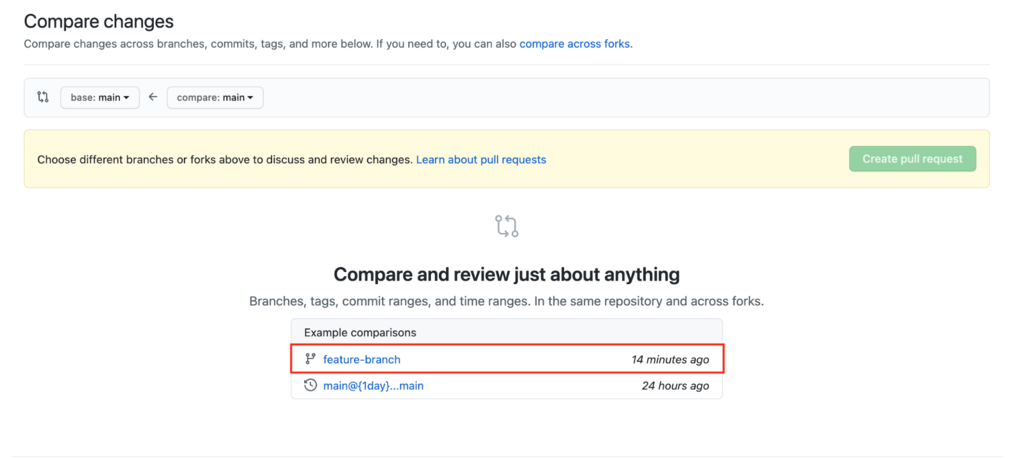 Compare changes
Compare changes across branches, commits, tags, and more below. If you need to, you can also compare across forks.
base: main compare: main
Choose different branches or forks above to discuss and review changes. Learn about pull requests Create pull request
Compare and review just about anything
Branches, tags, commit ranges, and time ranges. In the same repository and across forks.
Example comparisons
feature-branch 14 minutes ago
main@{1day}...main 24 hours ago